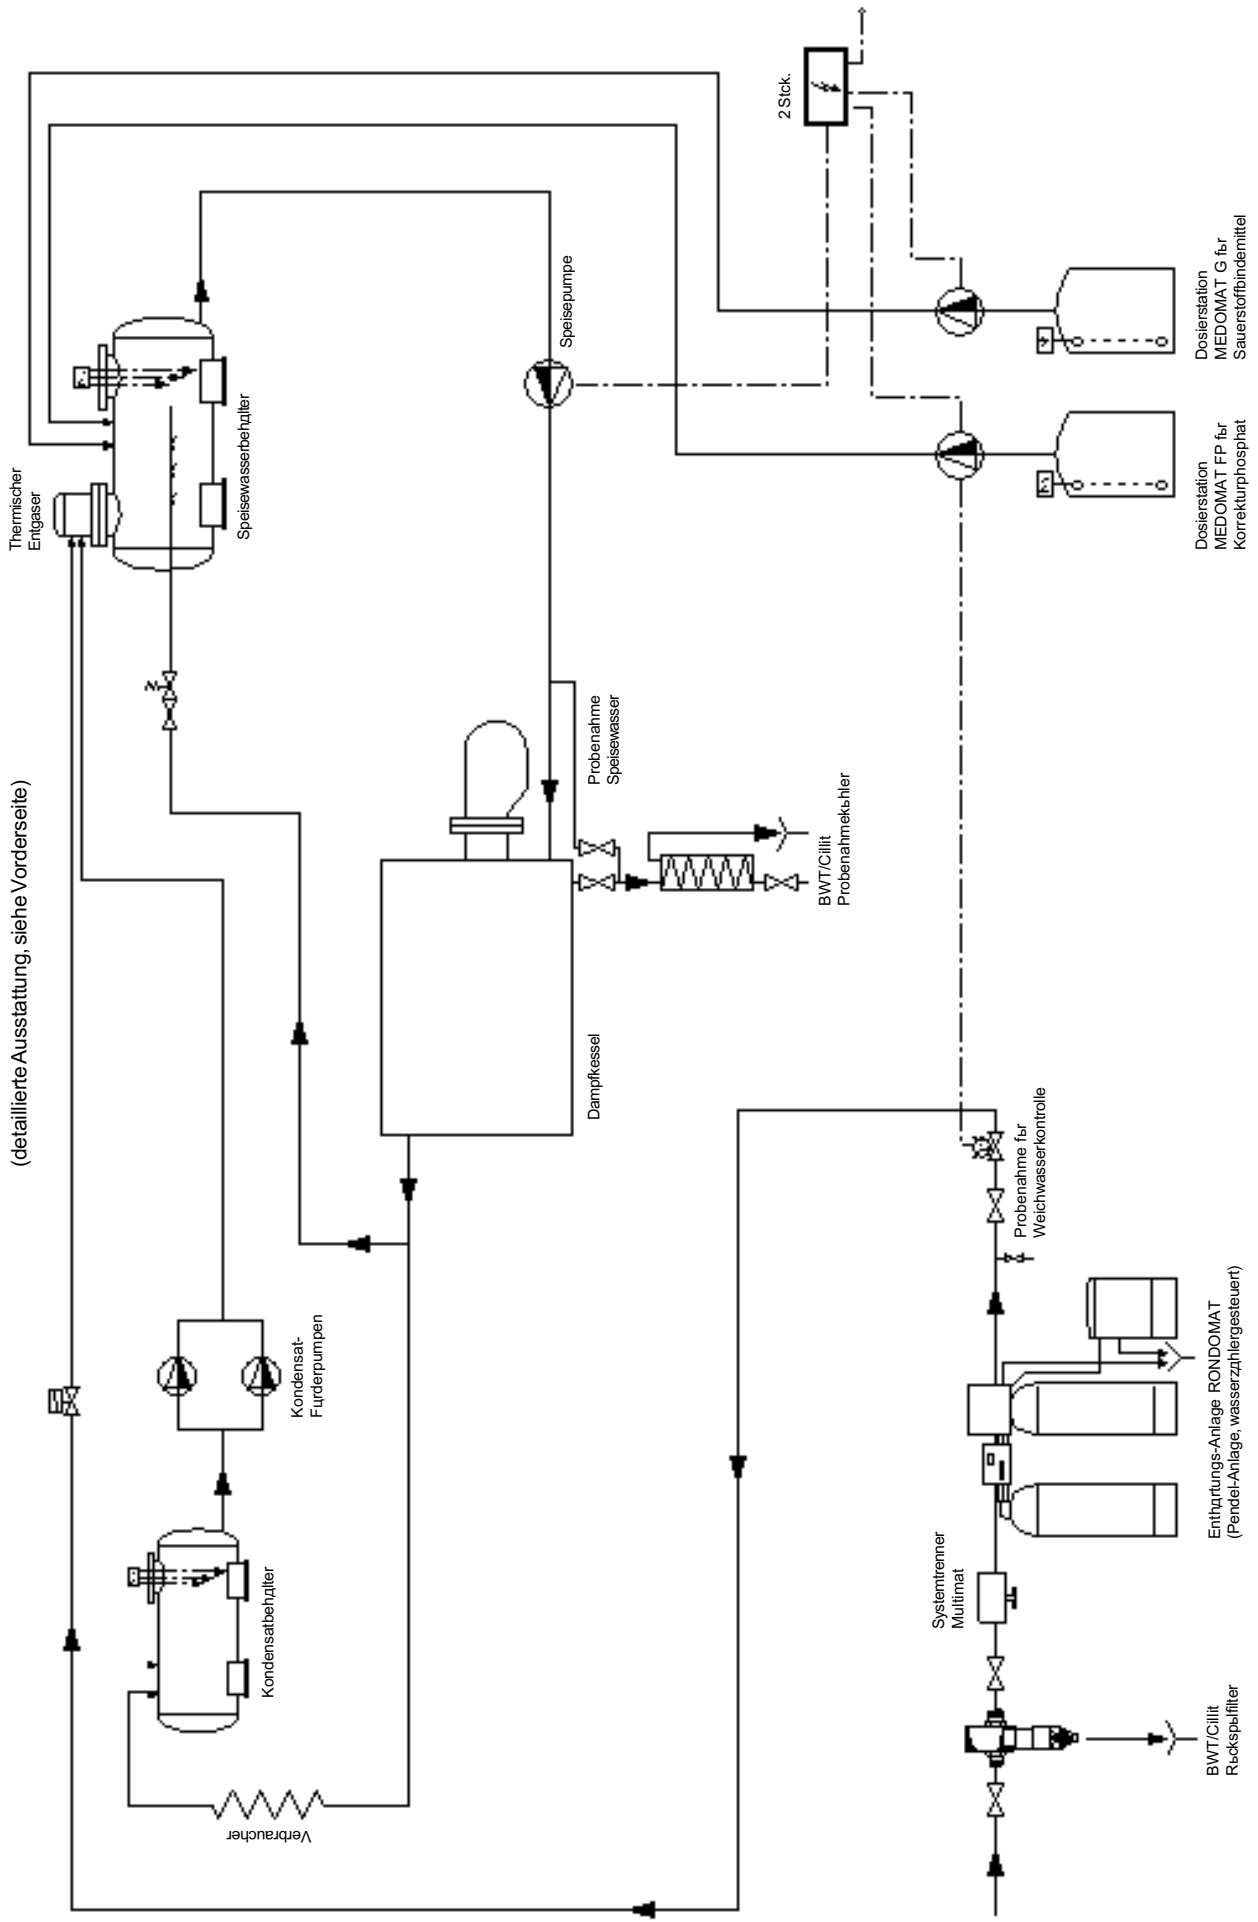 (detaillierte Ausstattung, siehe Vorderseite)
Thermischer
Entgaser
Speisewasserbehдlter
2 Stck.
Speisepumpe
Dosierstation
MEDOMAT G fьr
Sauerstoffbindemittel
Dosierstation
MEDOMAT FP fьr
Korrekturphosphat
Probenahme
Speisewasser
BWT/Cillit
Probenahmekьhler
Dampfkessel
Kondensat-
Fцrderpumpen
Kondensatbehдlter
Verbraucher
Probenahme fьr
Weichwasserkontrolle
Enthдrtungs-Anlage RONDOMAT
(Pendel-Anlage, wasserzдhlergesteuert)
Systemtrenner
Multimat
BWT/Cillit
Rьckspьlfilter